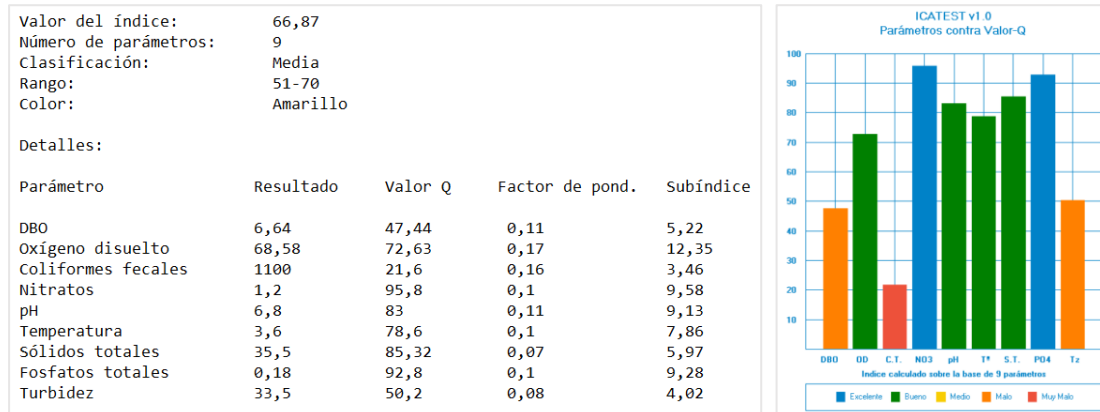 Valor del índice: 66,87
Número de parámetros: 9
Clasificación: Media
Rango: 51-70
Color: Amarillo
Detalles:
Parámetro Resultado Valor Q Factor de pond. Subíndice
DBO 6,64 47,44 0,11 5,22
Oxígeno disuelto 68,58 72,63 0,17 12,35
Coliformes fecales 1100 21,6 0,16 3,46
Nitratos 1,2 95,8 0,1 9,58
pH 6,8 83 0,11 9,13
Temperatura 3,6 78,6 0,1 7,86
Sólidos totales 35,5 85,32 0,07 5,97
Fosfatos totales 0,18 92,8 0,1 9,28
Turbidez 33,5 50,2 0,08 4,02
ICATEST v1.0
Parámetros contra Valor-Q
100
90
80
70
60
50
40
30
20
10
DBO OD C.T. NO3 pH Tª S.T. PO4 Tz
Indice calculado sobre la base de 9 parámetros
Excelente Bueno Medio Malo Muy Malo